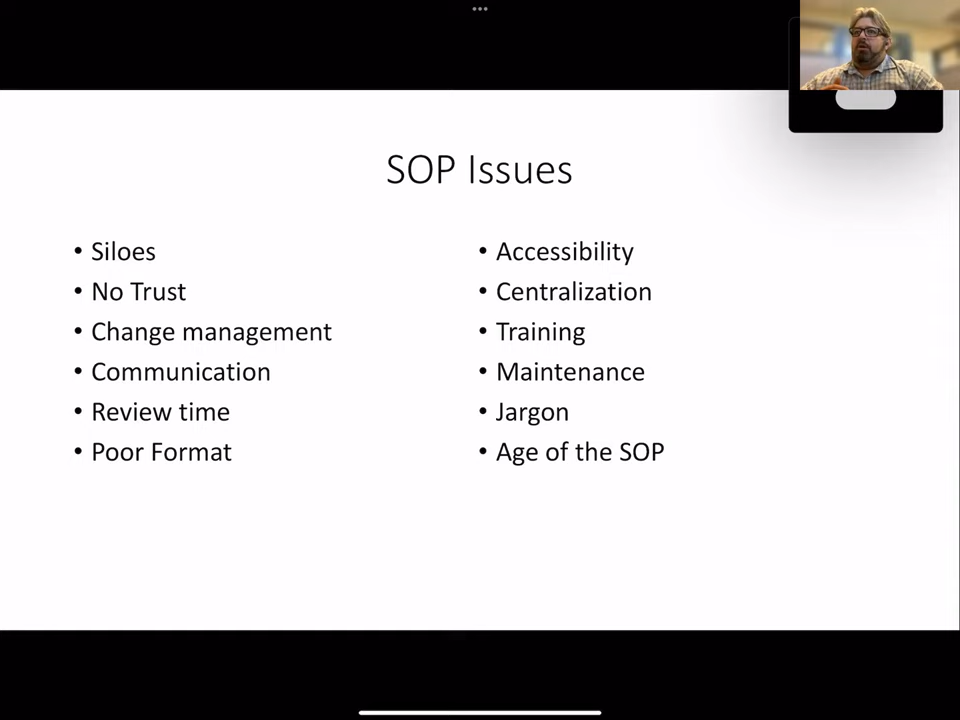 SOP Issues
• Siloes
• No Trust
• Change management
• Communication
• Review time
• Poor Format
• Accessibility
• Centralization
• Training
• Maintenance
• Jargon
• Age of the SOP